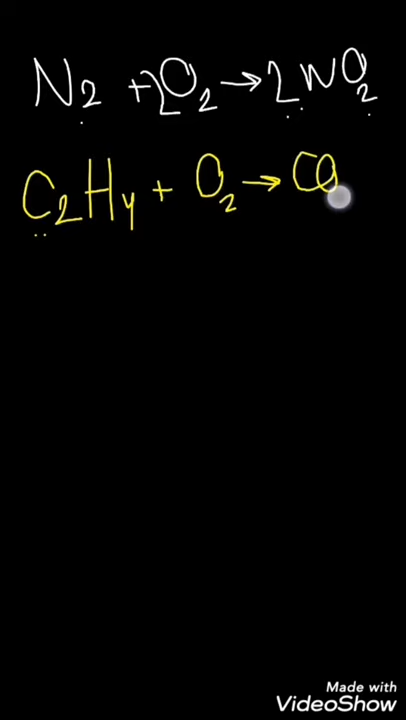 N2 + 2O2 → 2NO2
C2H4 + O2 → CO
Made with
VideoShow